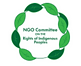 NGO Committee
on the
Rights of Indigenous
Peoples